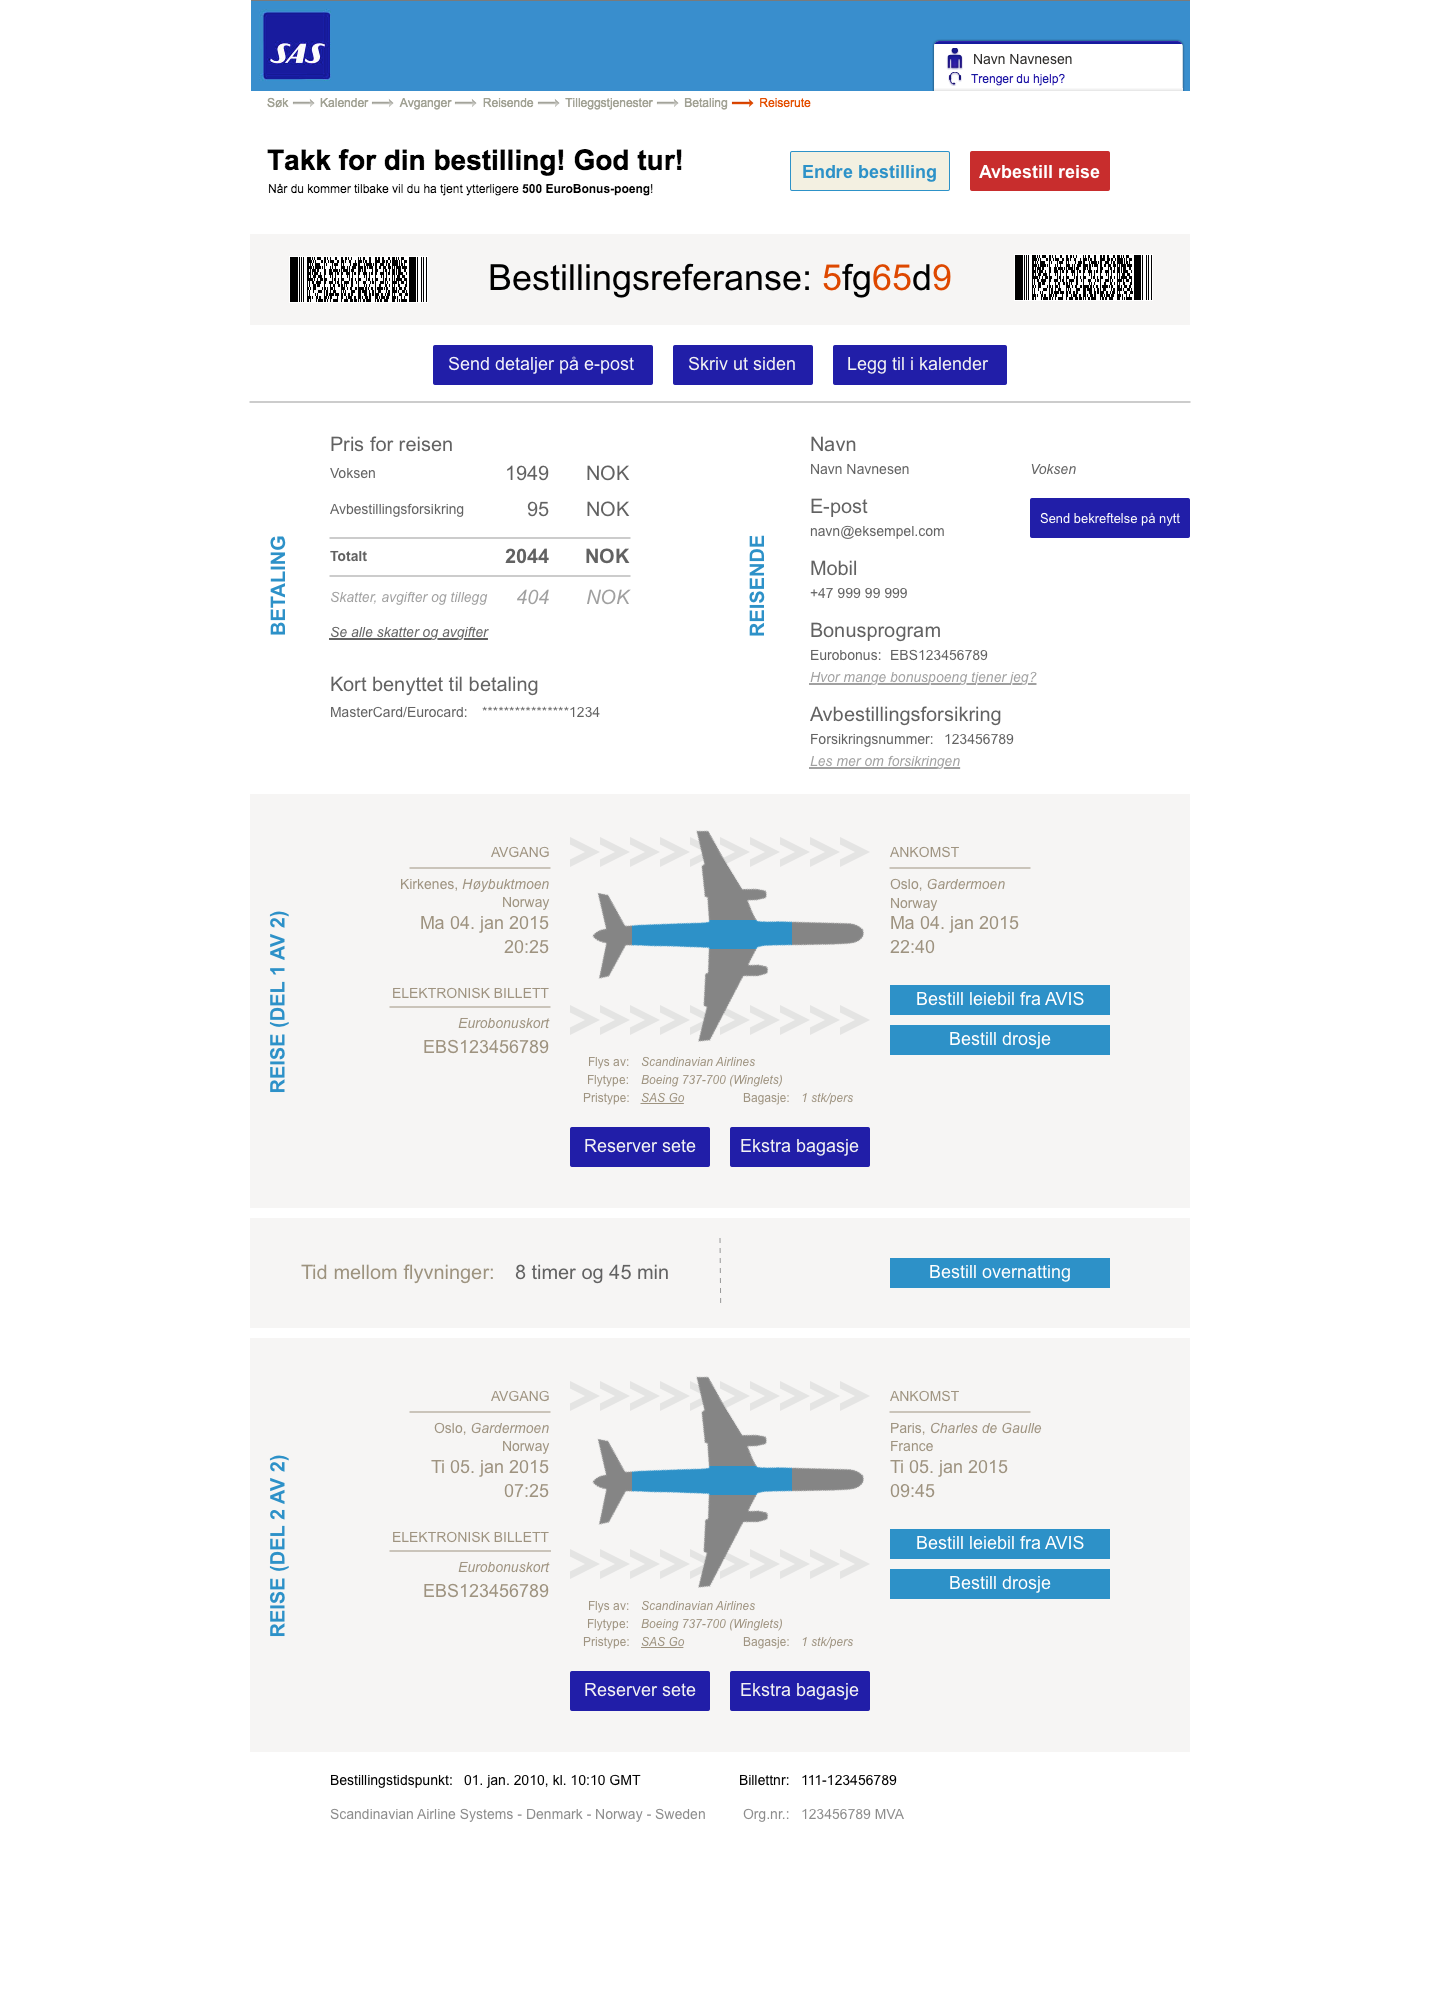 SAS
Navn Navnesen
Trenger du hjelp?
Søk Kalender Avganger Reisende Tilleggstjenester Betaling Reiserute
Takk for din bestilling! God tur!
Når du kommer tilbake vil du ha tjent ytterligere 500 EuroBonus-poeng!
Endre bestilling
Avbestill reise
Bestillingsreferanse: 5fg65d9
Send detaljer på e-post
Skriv ut siden
Legg til i kalender
BETALING
Pris for reisen
Voksen 1949 NOK
Avbestillingsforsikring 95 NOK
Totalt 2044 NOK
Skatter, avgifter og tillegg 404 NOK
Se alle skatter og avgifter
Kort benyttet til betaling
MasterCard/Eurocard: ****************1234
REISENDE
Navn
Navn Navnesen Voksen
E-post
navn@eksempel.com
Send bekreftelse på nytt
Mobil
+47 999 99 999
Bonusprogram
Eurobonus: EBS123456789
Hvor mange bonuspoeng tjener jeg?
Avbestillingsforsikring
Forsikringsnummer: 123456789
Les mer om forsikringen
REISE (DEL 1 AV 2)
AVGANG
Kirkenes, Høybuktmoen
Norway
Ma 04. jan 2015
20:25
ELEKTRONISK BILLETT
Eurobonuskort
EBS123456789
Flys av: Scandinavian Airlines
Flytype: Boeing 737-700 (Winglets)
Pristype: SAS Go Bagasje: 1 stk/pers
Reserver sete
Ekstra bagasje
ANKOMST
Oslo, Gardermoen
Norway
Ma 04. jan 2015
22:40
Bestill leiebil fra AVIS
Bestill drosje
Tid mellom flyvninger: 8 timer og 45 min
Bestill overnatting
REISE (DEL 2 AV 2)
AVGANG
Oslo, Gardermoen
Norway
Ti 05. jan 2015
07:25
ELEKTRONISK BILLETT
Eurobonuskort
EBS123456789
Flys av: Scandinavian Airlines
Flytype: Boeing 737-700 (Winglets)
Pristype: SAS Go Bagasje: 1 stk/pers
Reserver sete
Ekstra bagasje
ANKOMST
Paris, Charles de Gaulle
France
Ti 05. jan 2015
09:45
Bestill leiebil fra AVIS
Bestill drosje
Bestillingstidspunkt: 01. jan. 2010, kl. 10:10 GMT Billettnr: 111-123456789
Scandinavian Airline Systems - Denmark - Norway - Sweden Org.nr.: 123456789 MVA